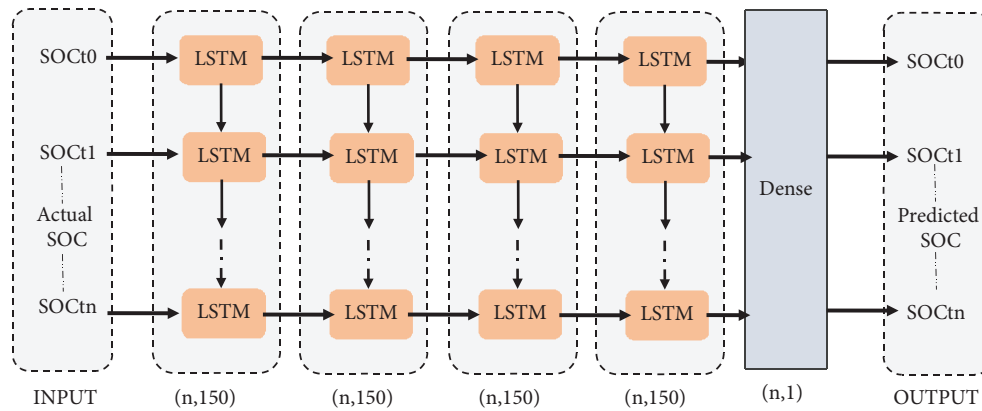 SOCt0 LSTM LSTM LSTM LSTM SOCt0
SOCt1 LSTM LSTM LSTM LSTM SOCt1
Dense
Actual
SOC
Predicted
SOC
SOCtn LSTM LSTM LSTM LSTM SOCtn
INPUT (n,150) (n,150) (n,150) (n,150) (n,1) OUTPUT